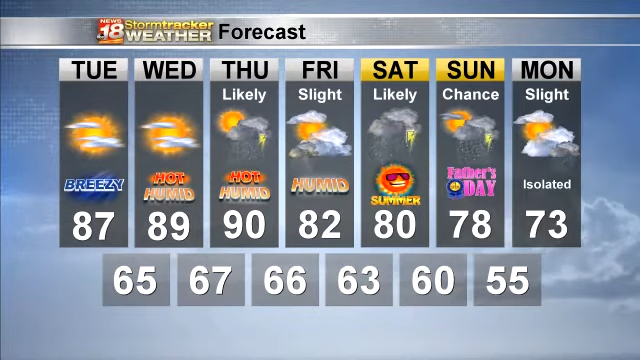 NEWS
18
Stormtracker
WEATHER
Forecast
TUE WED THU FRI SAT SUN MON
Likely Slight Likely Chance Slight
BREEZY HOT HUMID HOT HUMID HUMID SUMMER Father's DAY Isolated
87 89 90 82 80 78 73
65 67 66 63 60 55